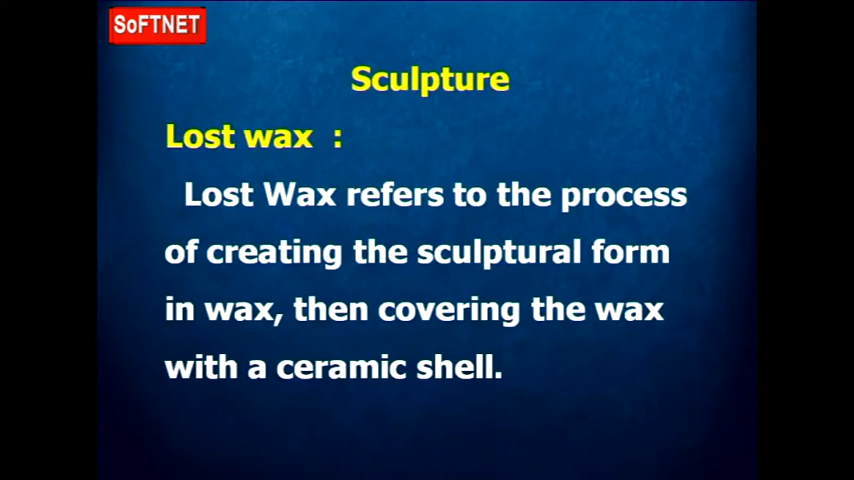 SoFTNET
Sculpture
Lost wax :
Lost Wax refers to the process
of creating the sculptural form
in wax, then covering the wax
with a ceramic shell.